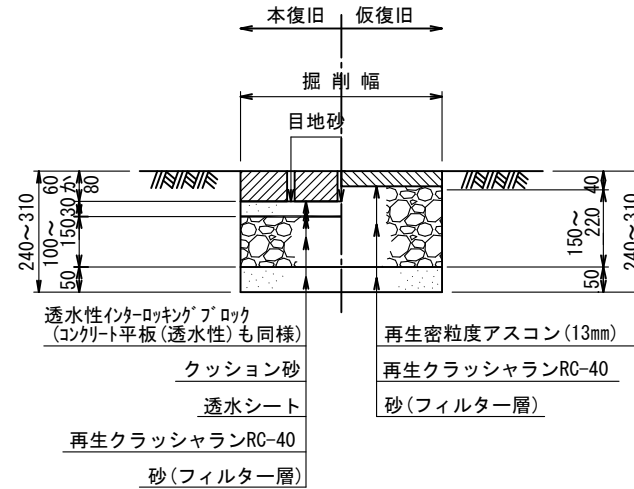 本復旧 仮復旧
掘削幅
目地砂
240~310
60か80
30
100~150
50
40
150~220
50
240~310
透水性インターロッキングブロック
(コンクリート平板(透水性)も同様)
クッション砂
透水シート
再生クラッシャランRC-40
砂(フィルター層)
再生密粒度アスコン(13mm)
再生クラッシャランRC-40
砂(フィルター層)